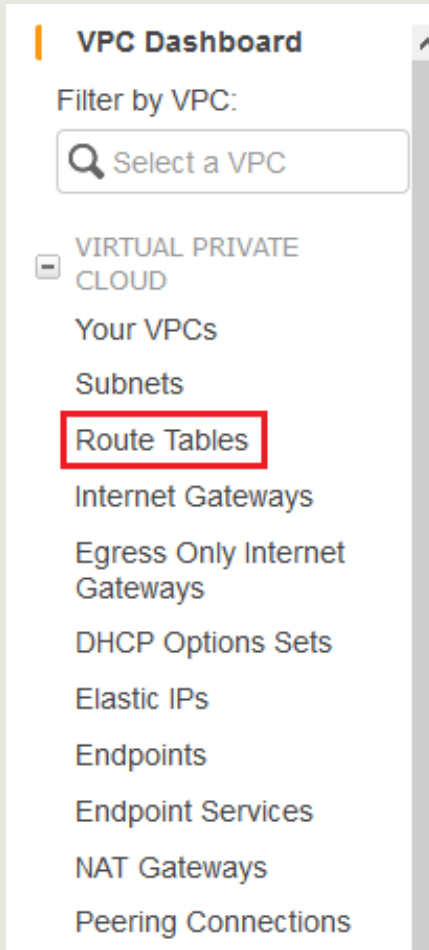 VPC Dashboard
Filter by VPC:
Select a VPC
VIRTUAL PRIVATE
CLOUD
Your VPCs
Subnets
Route Tables
Internet Gateways
Egress Only Internet
Gateways
DHCP Options Sets
Elastic IPs
Endpoints
Endpoint Services
NAT Gateways
Peering Connections